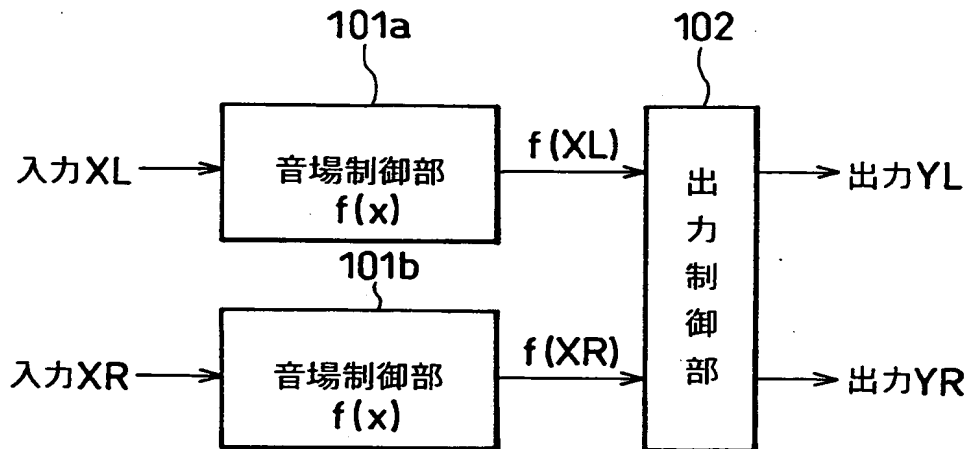 101a
102
入力XL
音場制御部
f(x)
f(XL)
出力制御部
出力YL
101b
入力XR
音場制御部
f(x)
f(XR)
出力YR